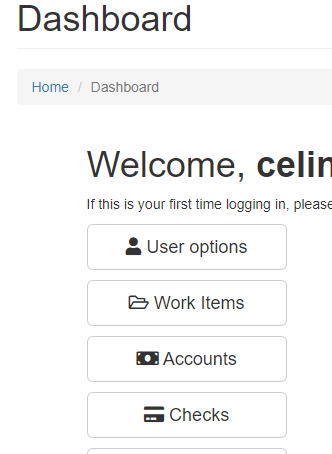 Dashboard
Home / Dashboard
Welcome, celin
If this is your first time logging in, please
User options
Work Items
Accounts
Checks